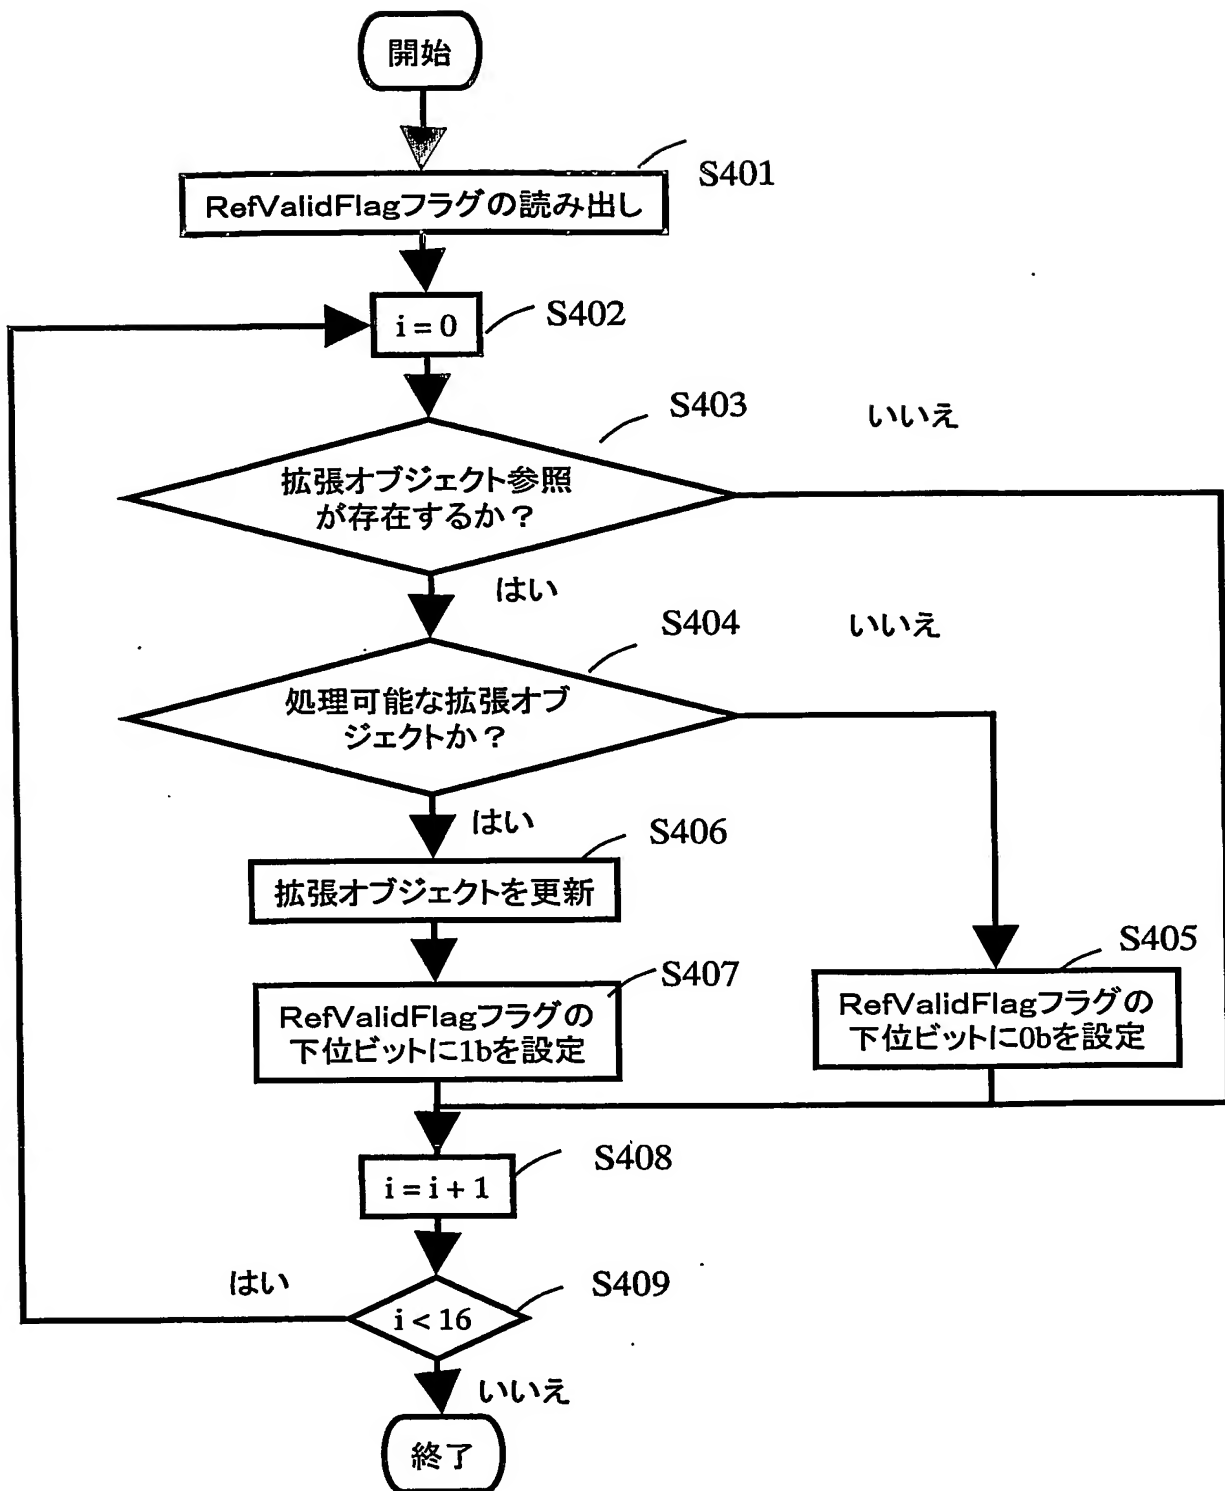 開始
S401
RefValidFlagフラグの読み出し
S402
i = 0
S403
いいえ
拡張オブジェクト参照
が存在するか？
はい
S404
いいえ
処理可能な拡張オブ
ジェクトか？
はい
S406
拡張オブジェクトを更新
S405
S407
RefValidFlagフラグの
下位ビットに1bを設定
RefValidFlagフラグの
下位ビットに0bを設定
S408
i = i + 1
はい
S409
i < 16
いいえ
終了